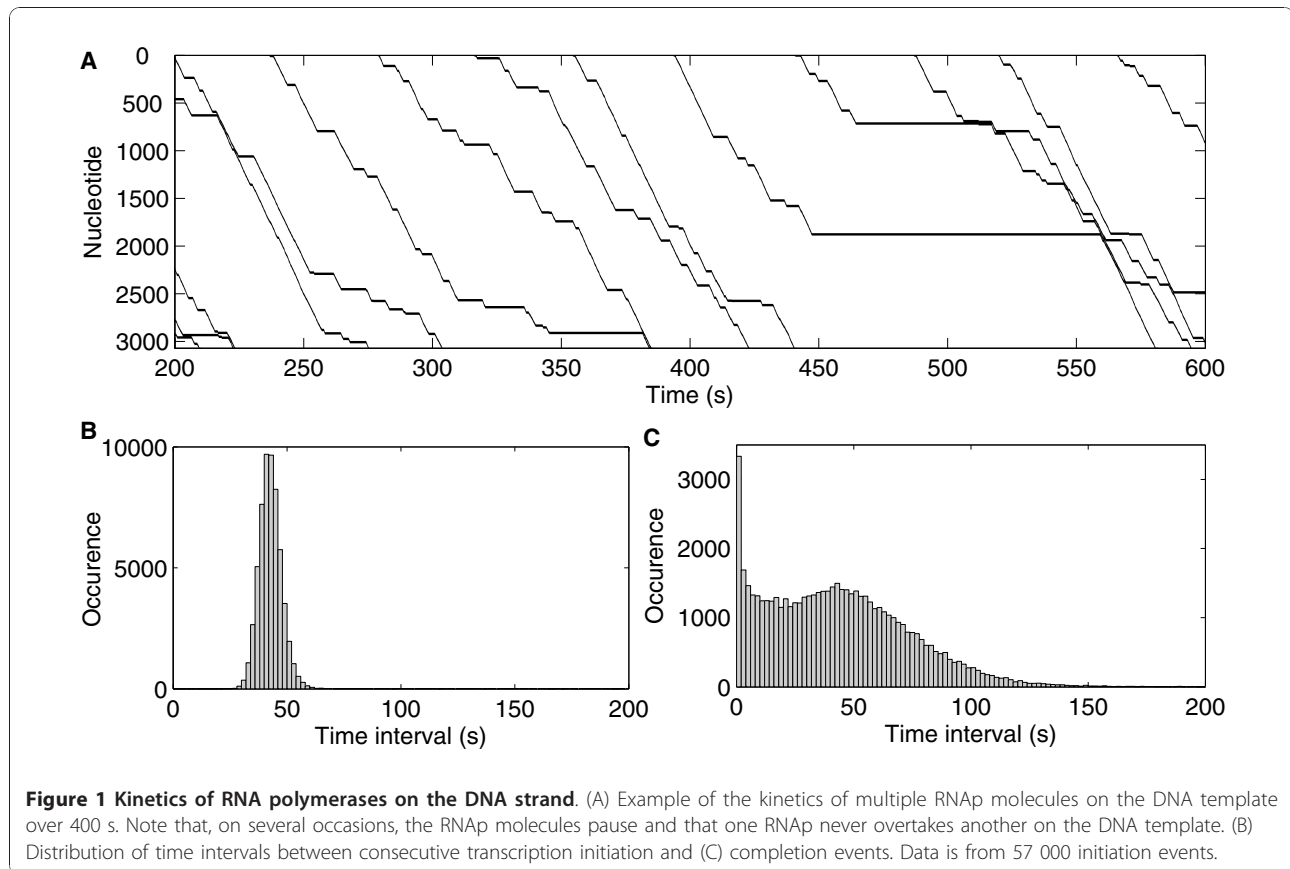 A
0
500
1000
1500
2000
2500
3000
Nucleotide
200 250 300 350 400 450 500 550 600
Time (s)
B
10000
5000
0
Occurence
0 50 100 150 200
Time interval (s)
C
3000
2000
1000
0
Occurence
0 50 100 150 200
Time interval (s)
Figure 1 Kinetics of RNA polymerases on the DNA strand. (A) Example of the kinetics of multiple RNAp molecules on the DNA template
over 400 s. Note that, on several occasions, the RNAp molecules pause and that one RNAp never overtakes another on the DNA template. (B)
Distribution of time intervals between consecutive transcription initiation and (C) completion events. Data is from 57 000 initiation events.